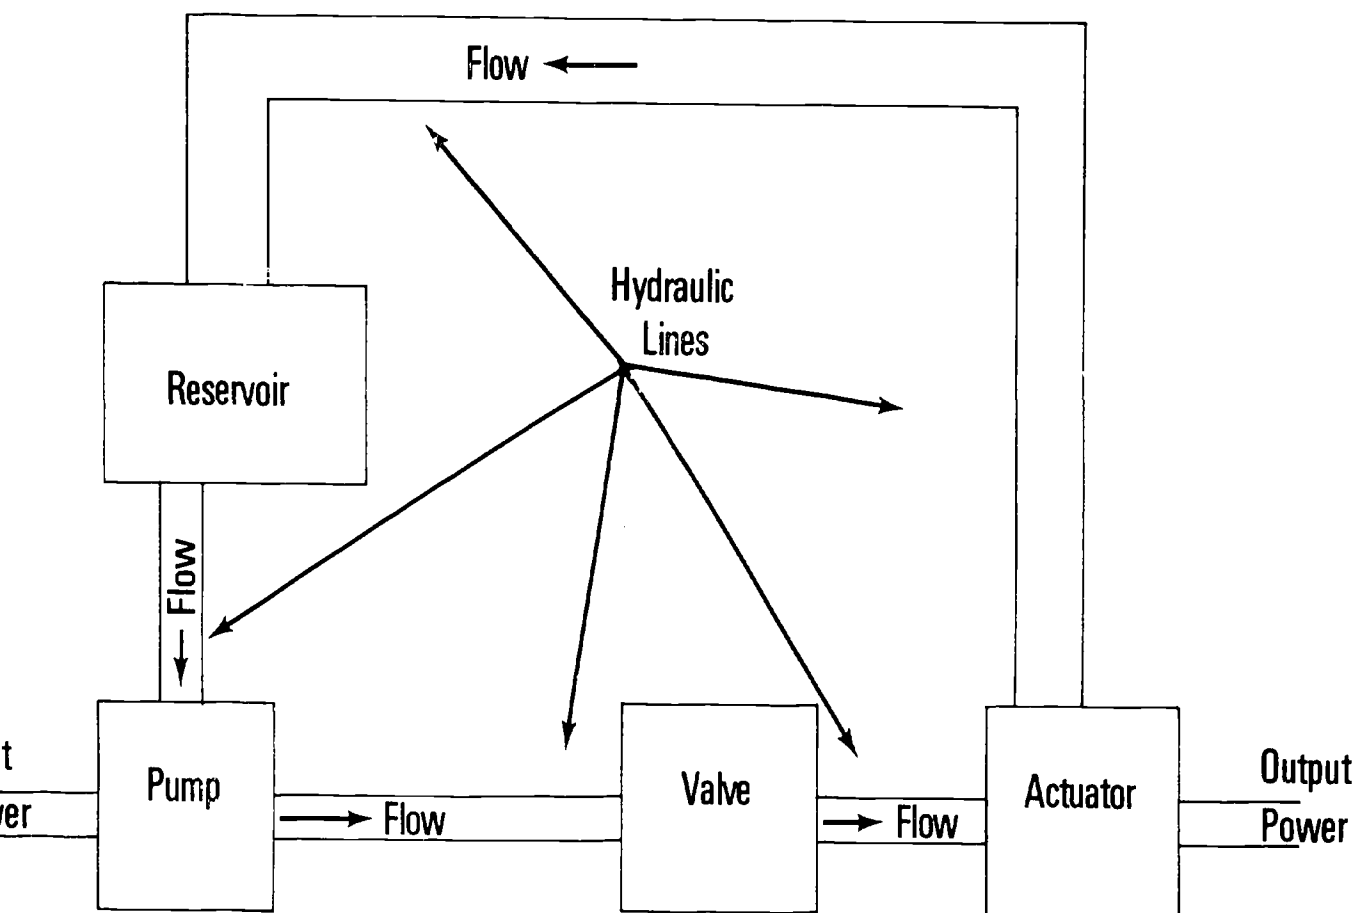 Flow
Hydraulic
Lines
Reservoir
Flow
Pump
Flow
Valve
Flow
Actuator
Output
Power